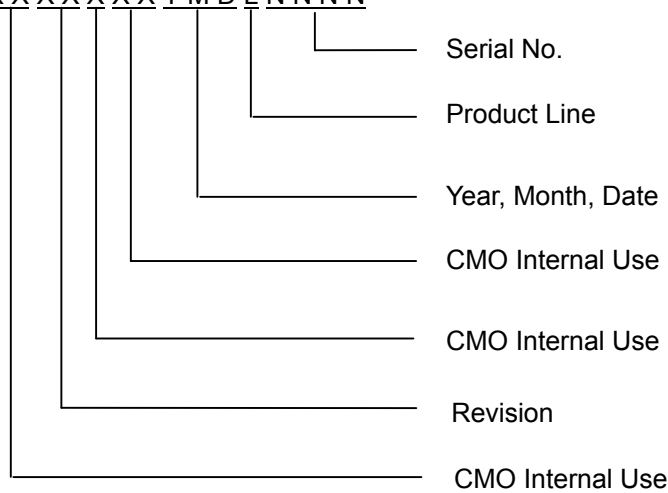 X X X X X X X Y M D L N N N N
Serial No.
Product Line
Year, Month, Date
CMO Internal Use
CMO Internal Use
Revision
CMO Internal Use